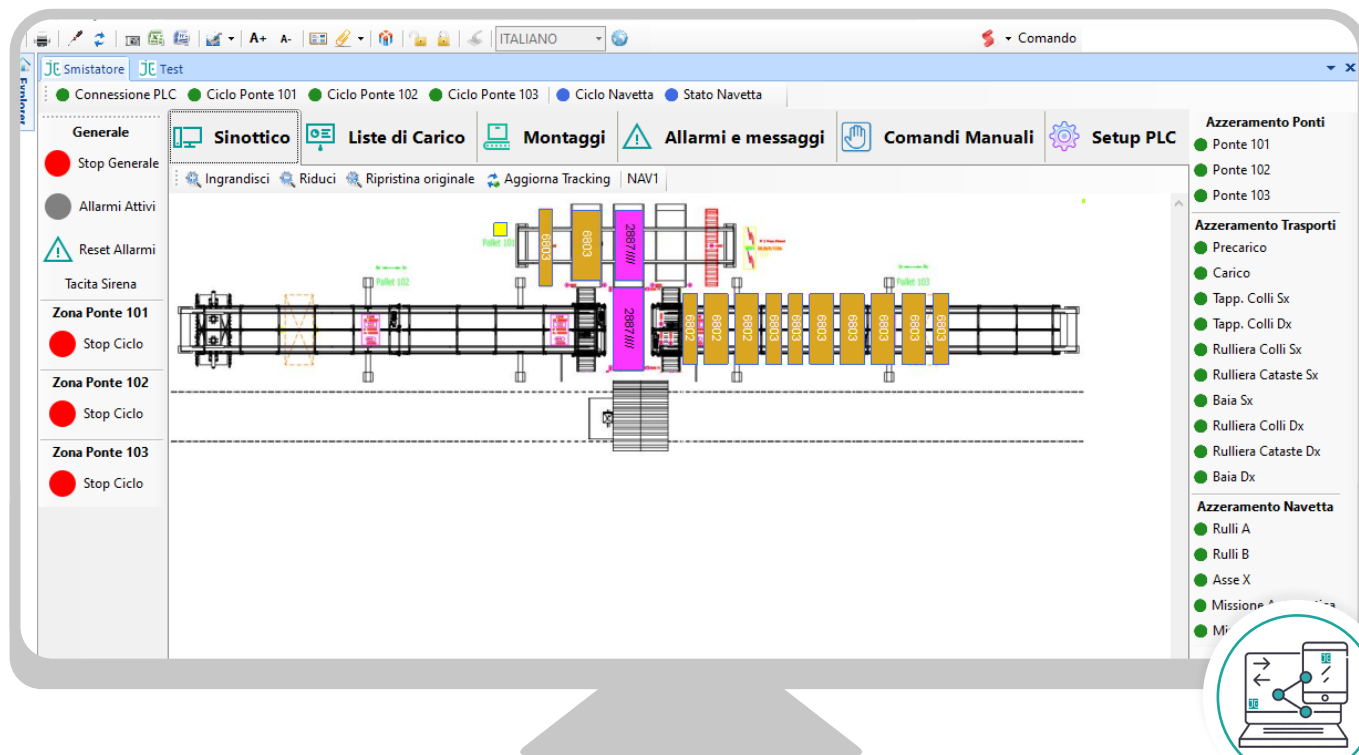 A+ A- ITALIANO Comando
Explorer
Smistatore Test
Connessione PLC Ciclo Ponte 101 Ciclo Ponte 102 Ciclo Ponte 103 Ciclo Navetta Stato Navetta
Generale
Stop Generale
Allarmi Attivi
Reset Allarmi
Tacita Sirena
Zona Ponte 101
Stop Ciclo
Zona Ponte 102
Stop Ciclo
Zona Ponte 103
Stop Ciclo
Sinottico Liste di Carico Montaggi Allarmi e messaggi Comandi Manuali Setup PLC
Ingrandisci Riduci Ripristina originale Aggiorna Tracking NAV1
Pallet 101
6803
6803
2887////
Pallet 102
Pallet 103
2887////
6802
6802
6802
6803
6803
6803
6803
6803
6803
6803
Azzeramento Ponti
Ponte 101
Ponte 102
Ponte 103
Azzeramento Trasporti
Precarico
Carico
Tapp. Colli Sx
Tapp. Colli Dx
Rulliera Colli Sx
Rulliera Cataste Sx
Baia Sx
Rulliera Colli Dx
Rulliera Cataste Dx
Baia Dx
Azzeramento Navetta
Rulli A
Rulli B
Asse X
Missione